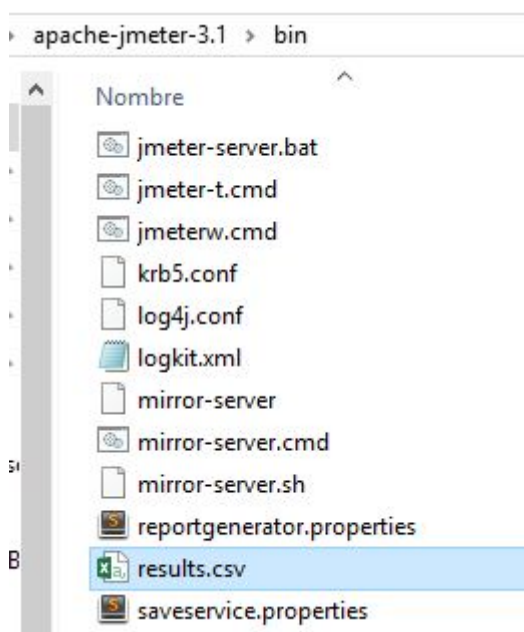 apache-jmeter-3.1 > bin
Nombre
jmeter-server.bat
jmeter-t.cmd
jmeterw.cmd
krb5.conf
log4j.conf
logkit.xml
mirror-server
mirror-server.cmd
mirror-server.sh
reportgenerator.properties
results.csv
saveservice.properties